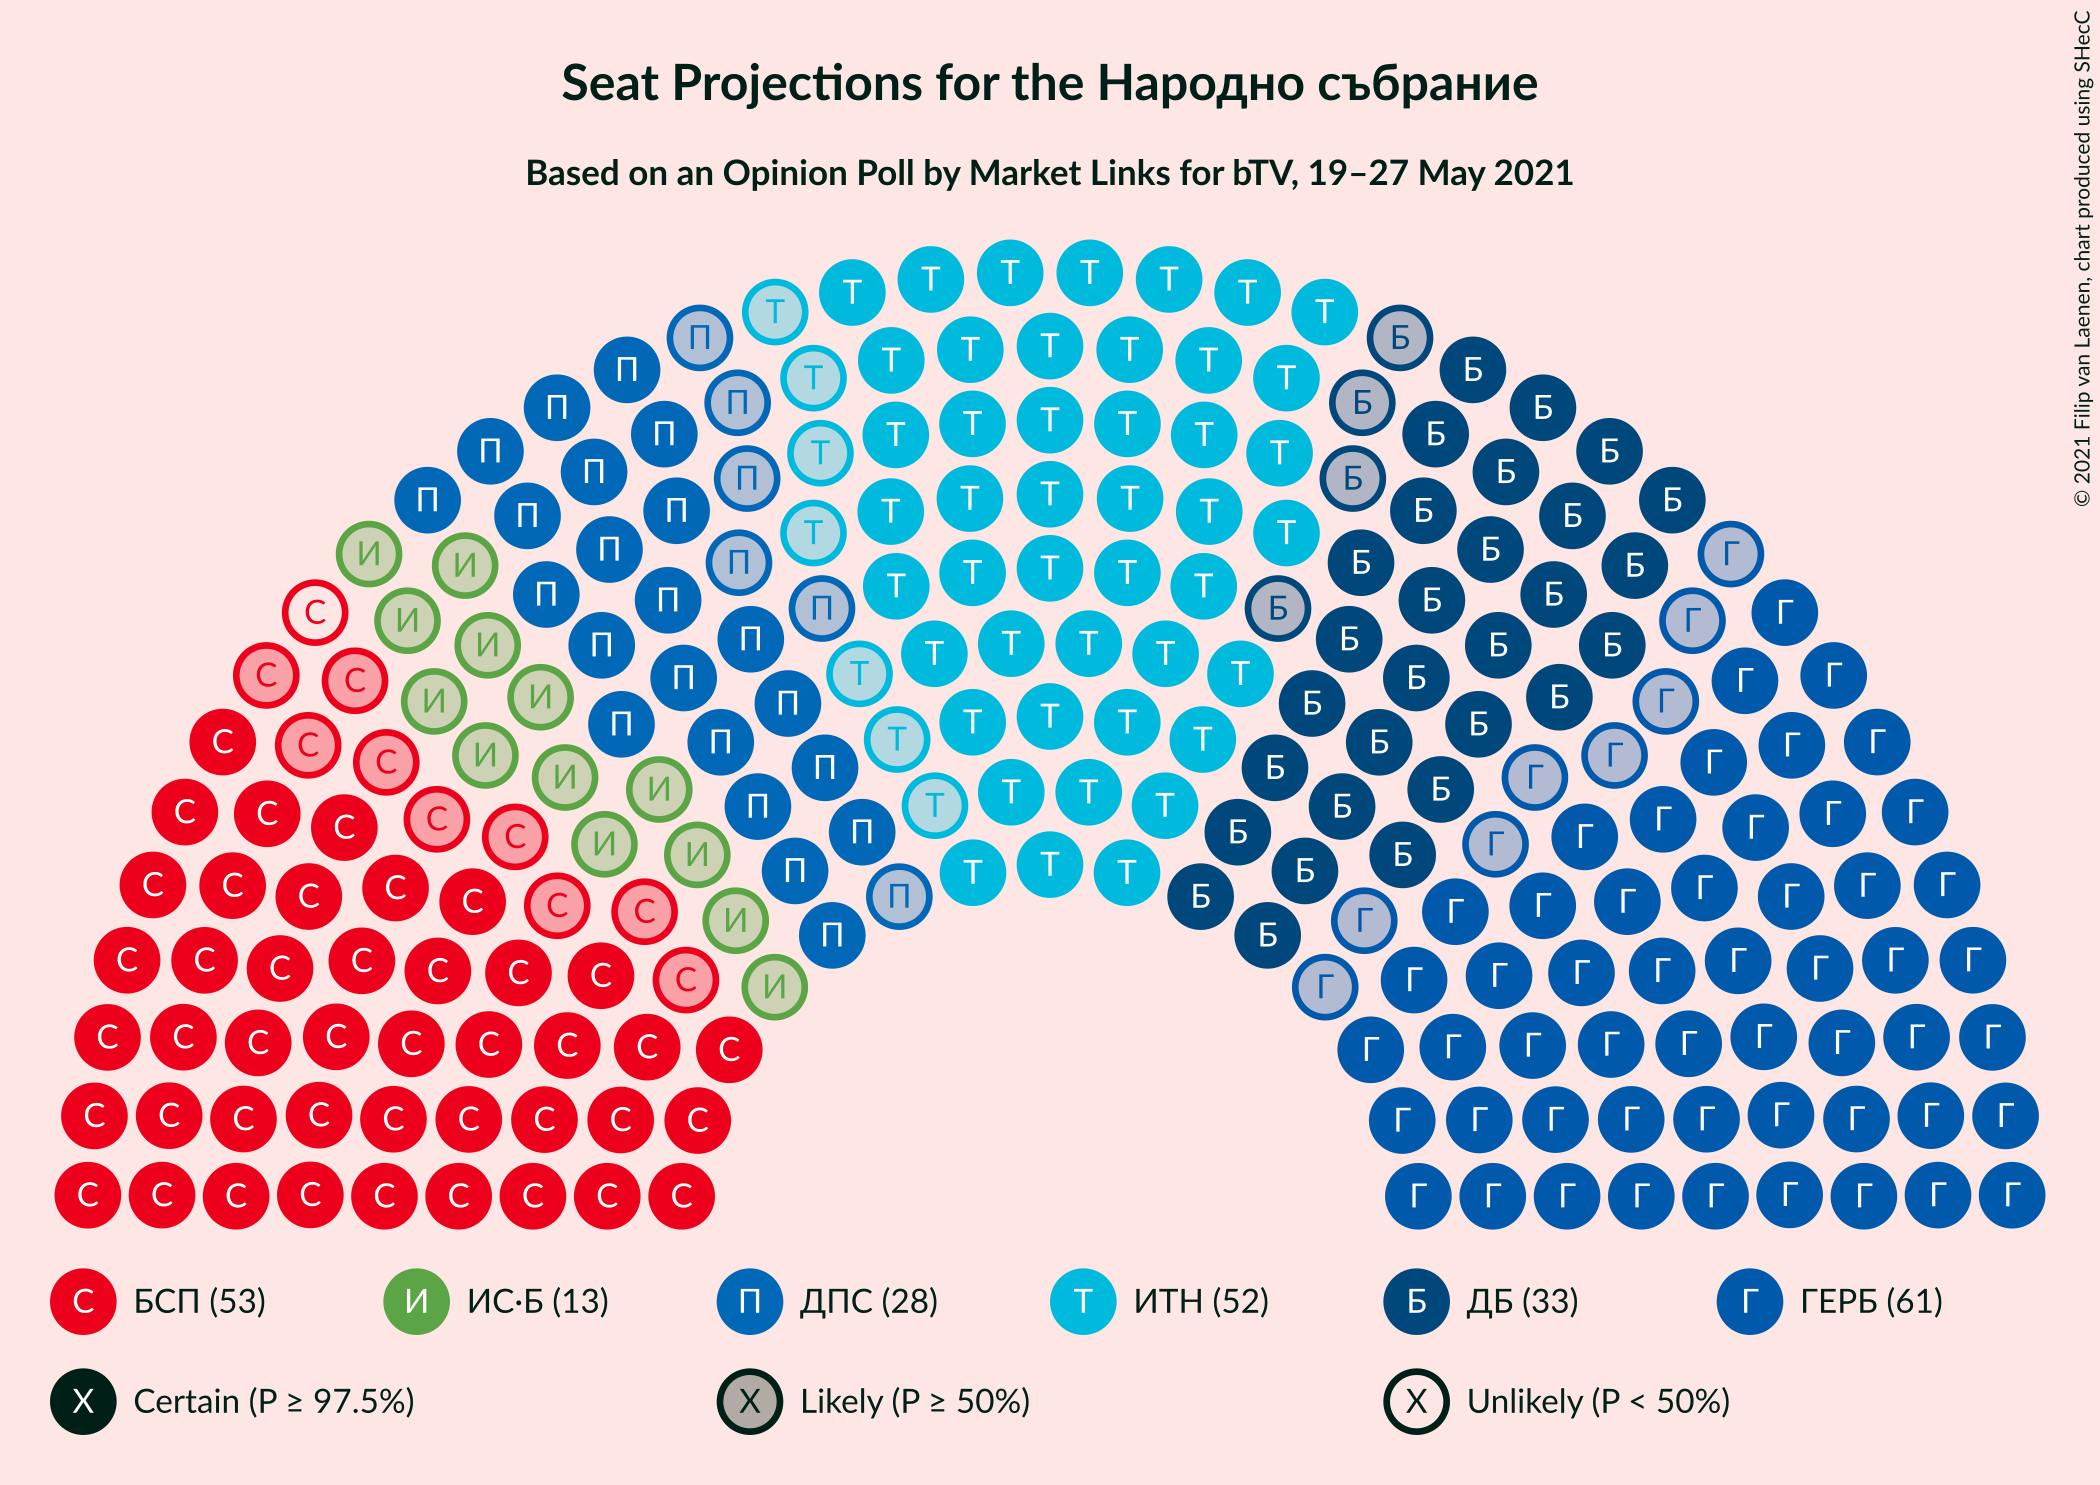 Seat Projections for the Народно събрание
Based on an Opinion Poll by Market Links for bTV, 19–27 May 2021
© 2021 Filip van Laenen, chart produced using SHecC
С БСП (53) И ИС·Б (13) П ДПС (28) Т ИТН (52) Б ДБ (33) Г ГЕРБ (61)
X Certain (P ≥ 97.5%) X Likely (P ≥ 50%) X Unlikely (P < 50%)